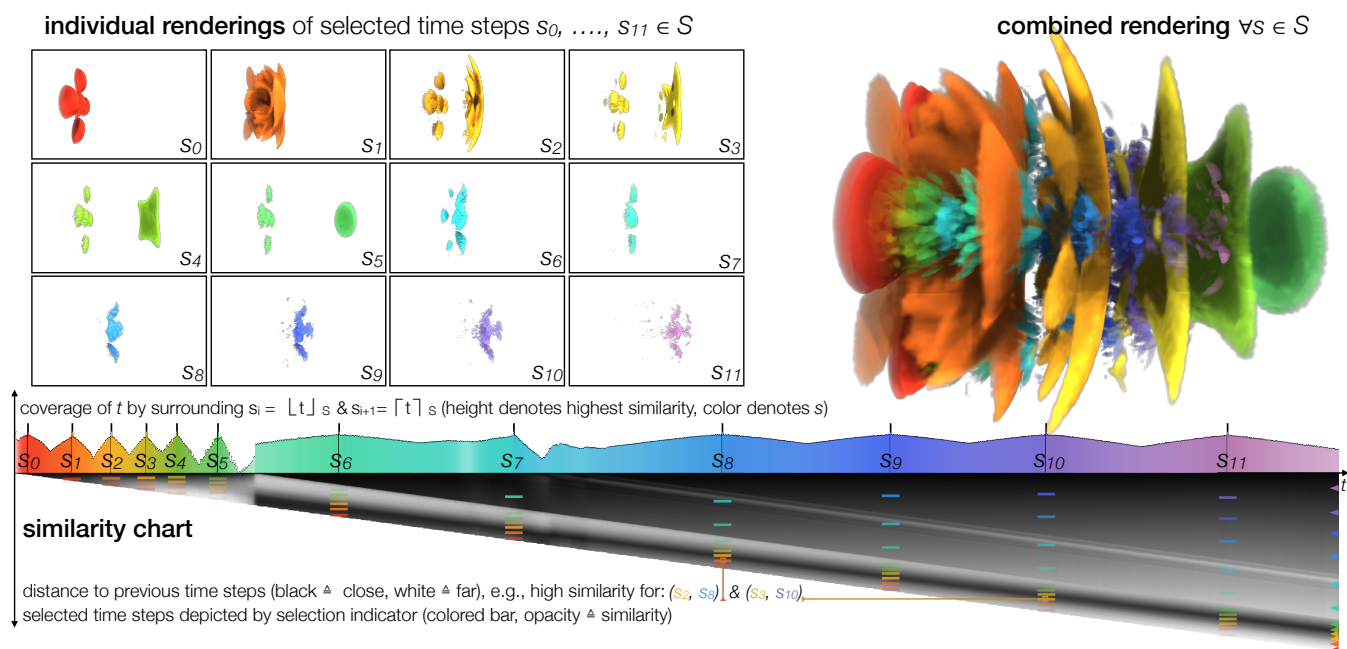 individual renderings of selected time steps s₀, …., s₁₁ ∈ S
combined rendering ∀s ∈ S
s₀
s₁
s₂
s₃
s₄
s₅
s₆
s₇
s₈
s₉
s₁₀
s₁₁
coverage of t by surrounding sᵢ = ⌊t⌋ S & sᵢ₊₁= ⌈t⌉ S (height denotes highest similarity, color denotes s)
s₀ s₁ s₂ s₃ s₄ s₅ s₆ s₇ s₈ s₉ s₁₀ s₁₁
t
similarity chart
distance to previous time steps (black ≙ close, white ≙ far), e.g., high similarity for: (s₂, s₈) & (s₃, s₁₀)
selected time steps depicted by selection indicator (colored bar, opacity ≙ similarity)